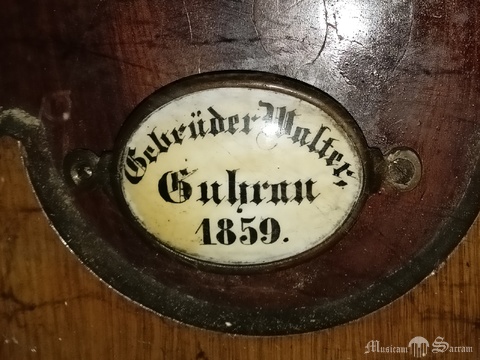 Gebrüder Walter,
Guhrau
1859.
Musicam Sacram